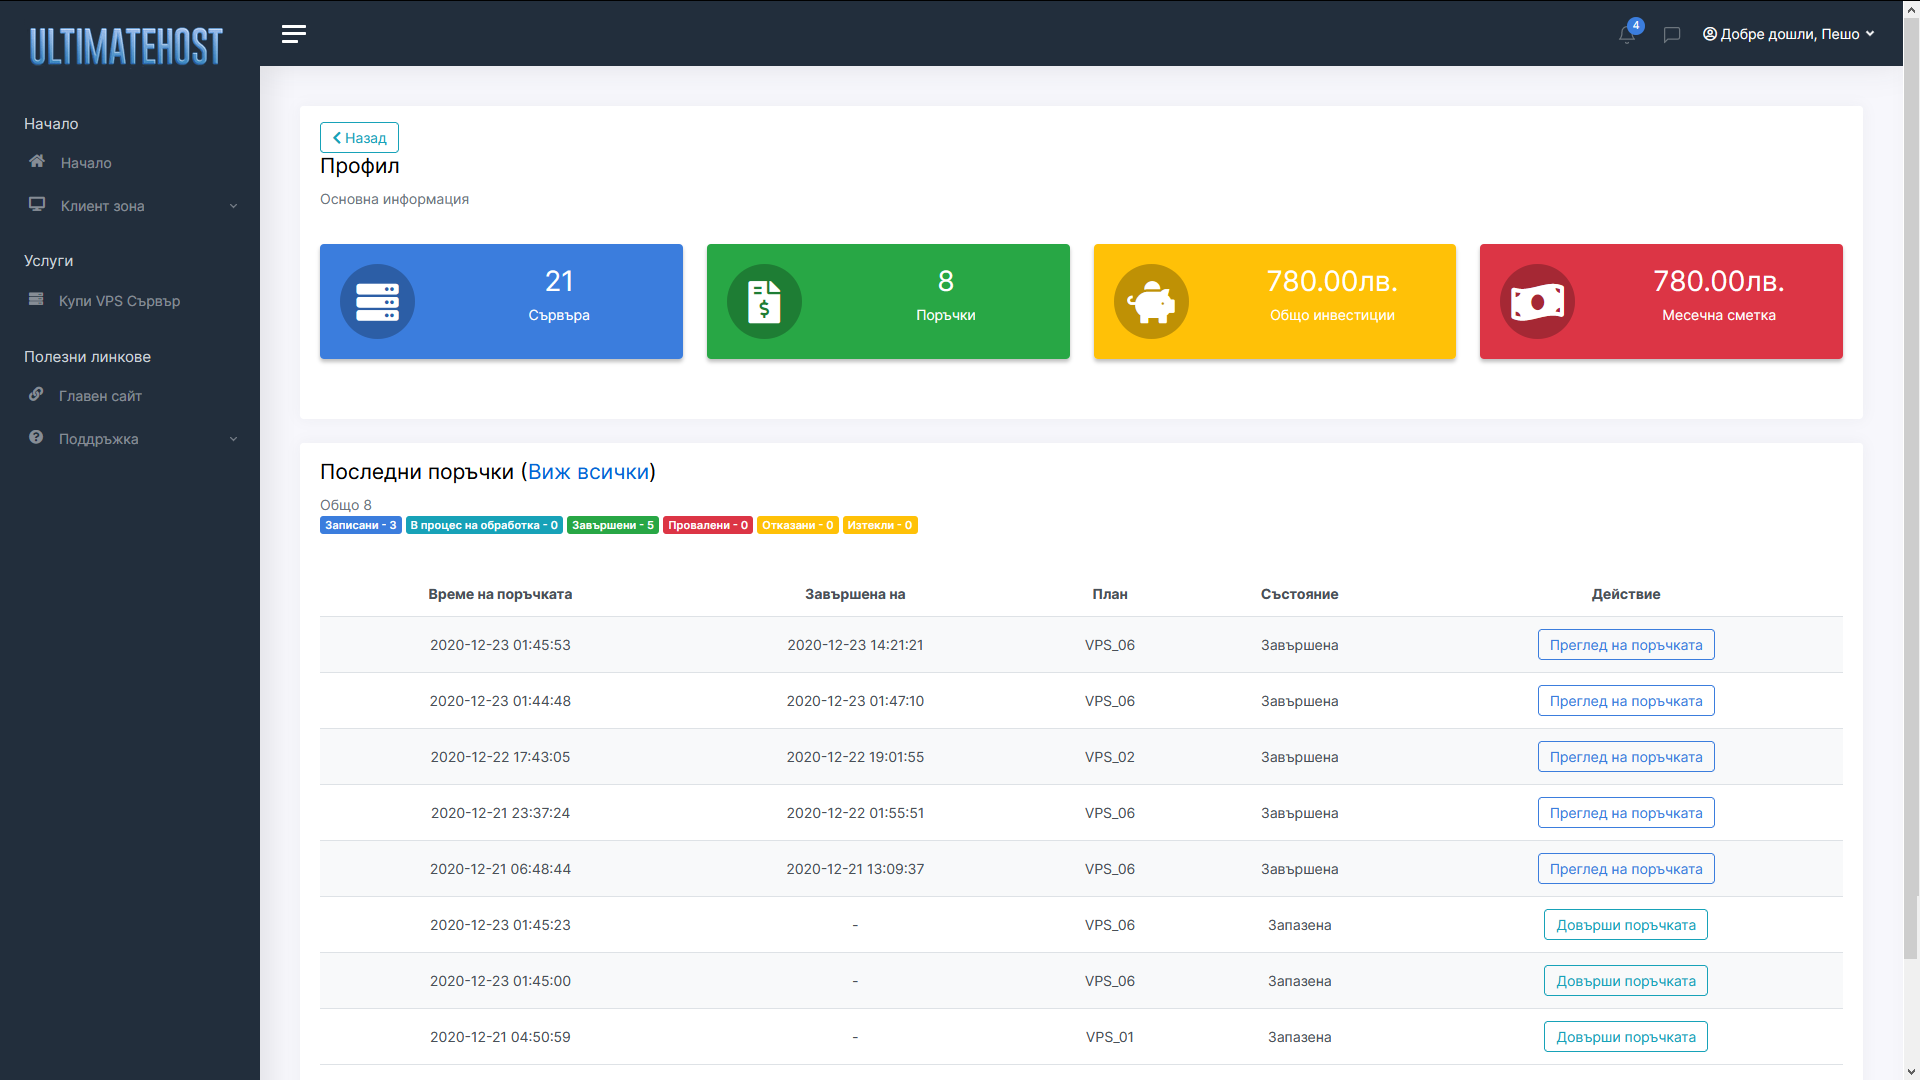 ULTIMATEHOST
4
Добре дошли, Пешо
Начало
Начало
Клиент зона
Услуги
Купи VPS Сървър
Полезни линкове
Главен сайт
Поддръжка
Назад
Профил
Основна информация
21
Сървъра
8
Поръчки
780.00лв.
Общо инвестиции
780.00лв.
Месечна сметка
Последни поръчки (Виж всички)
Общо 8
Записани - 3 В процес на обработка - 0 Завършени - 5 Провалени - 0 Отказани - 0 Изтекли - 0
Време на поръчката Завършена на План Състояние Действие
2020-12-23 01:45:53 2020-12-23 14:21:21 VPS_06 Завършена Преглед на поръчката
2020-12-23 01:44:48 2020-12-23 01:47:10 VPS_06 Завършена Преглед на поръчката
2020-12-22 17:43:05 2020-12-22 19:01:55 VPS_02 Завършена Преглед на поръчката
2020-12-21 23:37:24 2020-12-22 01:55:51 VPS_06 Завършена Преглед на поръчката
2020-12-21 06:48:44 2020-12-21 13:09:37 VPS_06 Завършена Преглед на поръчката
2020-12-23 01:45:23 - VPS_06 Запазена Довърши поръчката
2020-12-23 01:45:00 - VPS_06 Запазена Довърши поръчката
2020-12-21 04:50:59 - VPS_01 Запазена Довърши поръчката